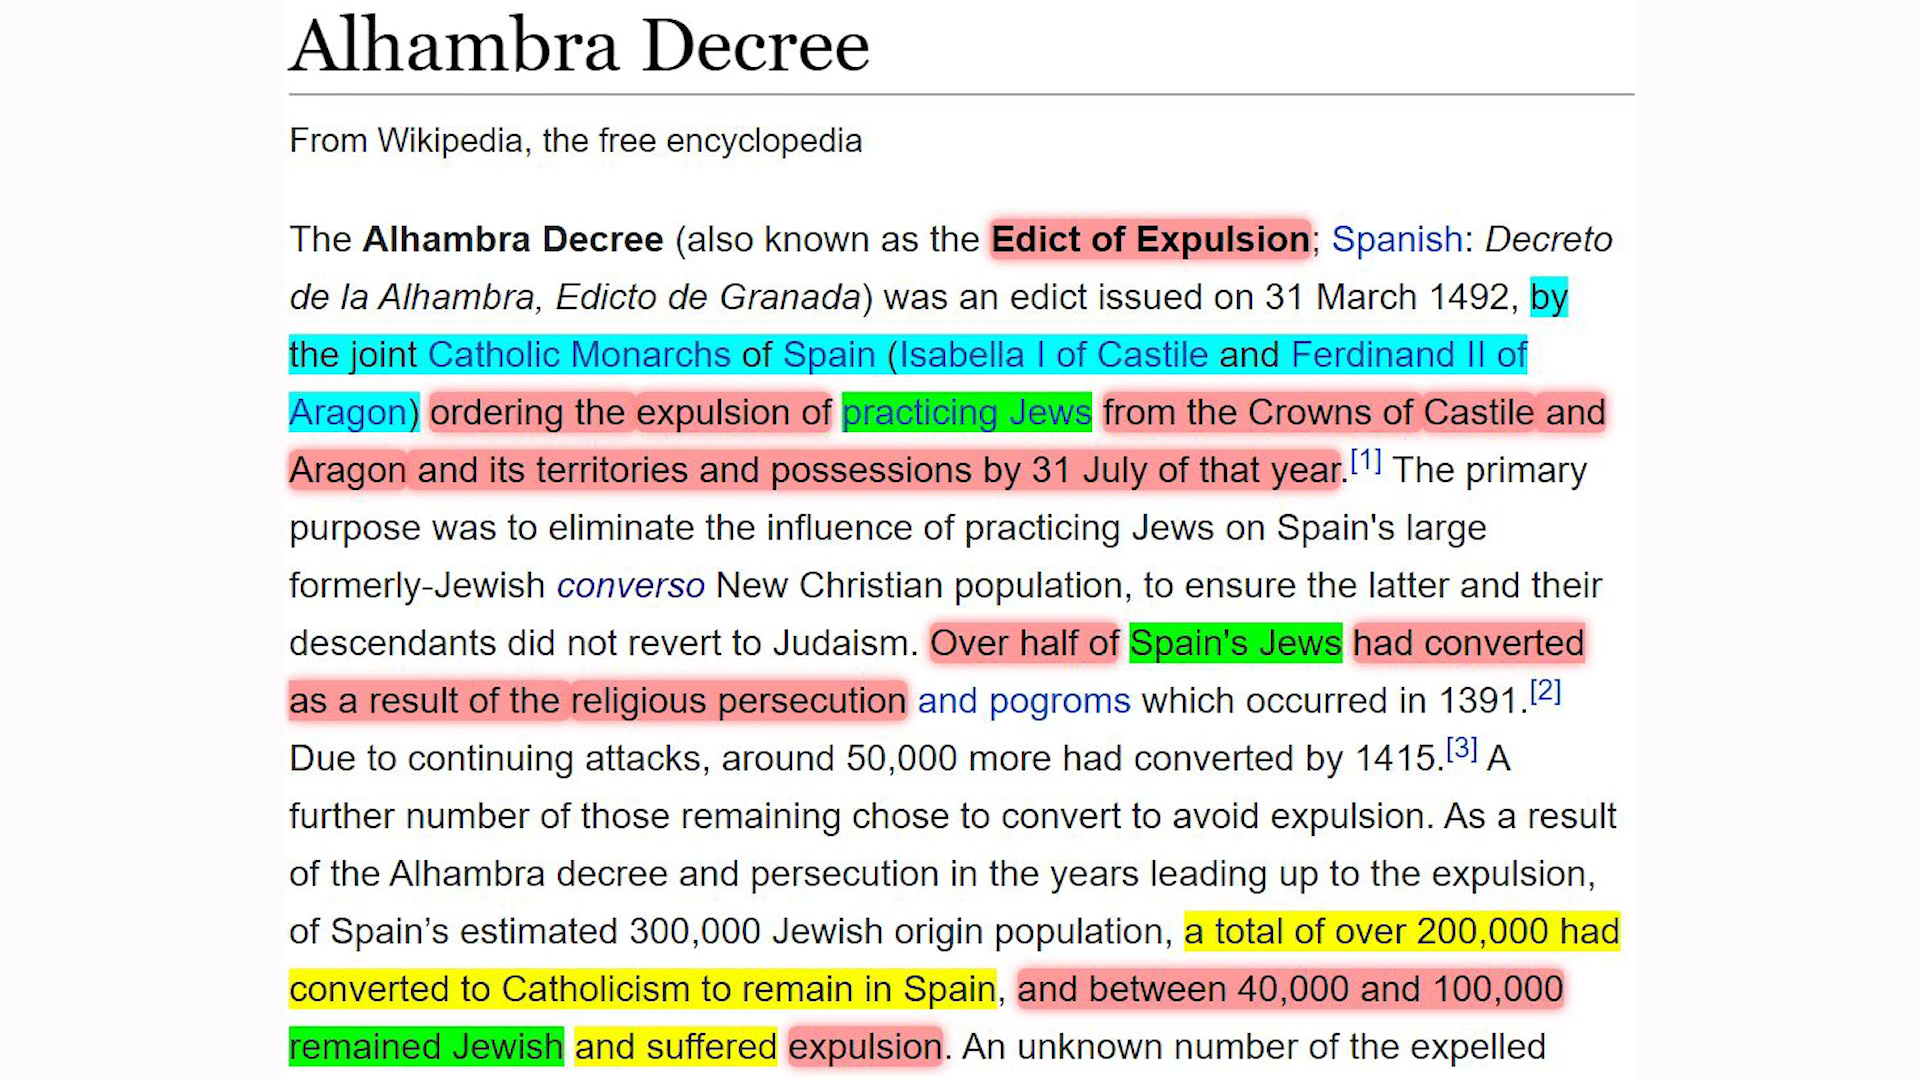 Alhambra Decree
From Wikipedia, the free encyclopedia
The Alhambra Decree (also known as the Edict of Expulsion; Spanish: Decreto
de la Alhambra, Edicto de Granada) was an edict issued on 31 March 1492, by
the joint Catholic Monarchs of Spain (Isabella I of Castile and Ferdinand II of
Aragon) ordering the expulsion of practicing Jews from the Crowns of Castile and
Aragon and its territories and possessions by 31 July of that year.[1] The primary
purpose was to eliminate the influence of practicing Jews on Spain's large
formerly-Jewish converso New Christian population, to ensure the latter and their
descendants did not revert to Judaism. Over half of Spain's Jews had converted
as a result of the religious persecution and pogroms which occurred in 1391.[2]
Due to continuing attacks, around 50,000 more had converted by 1415.[3] A
further number of those remaining chose to convert to avoid expulsion. As a result
of the Alhambra decree and persecution in the years leading up to the expulsion,
of Spain’s estimated 300,000 Jewish origin population, a total of over 200,000 had
converted to Catholicism to remain in Spain, and between 40,000 and 100,000
remained Jewish and suffered expulsion. An unknown number of the expelled